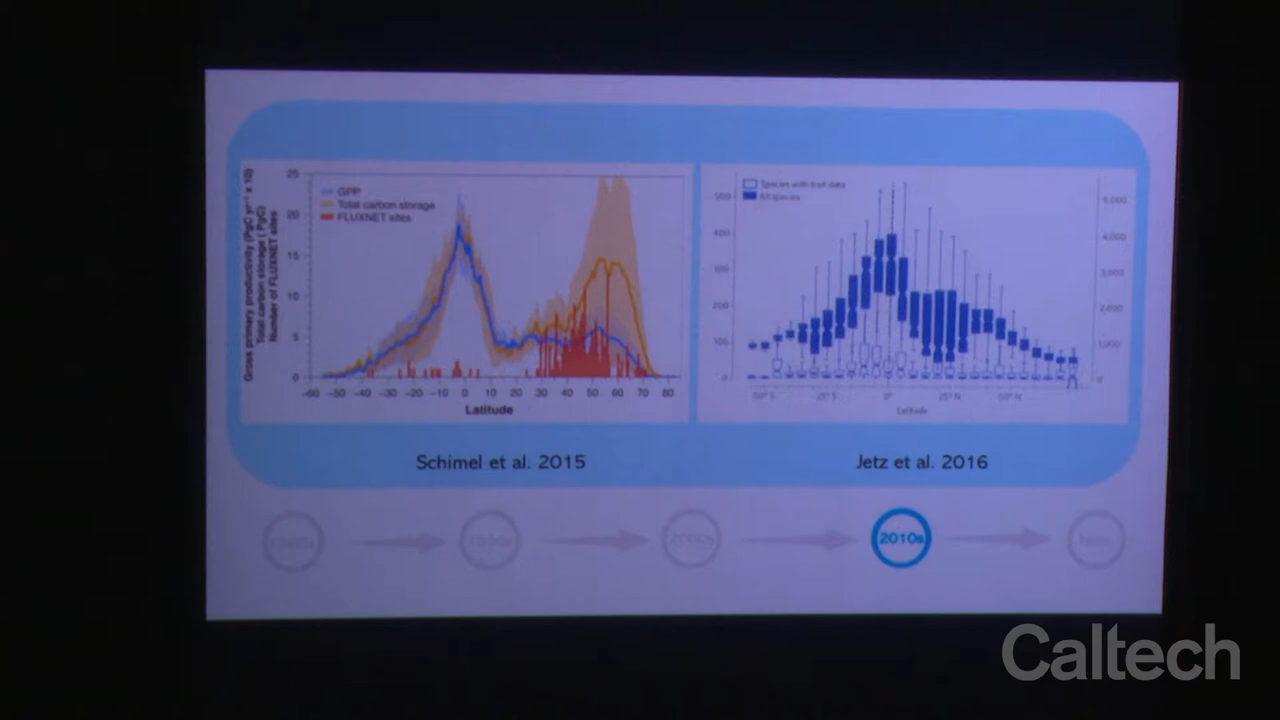 Gross primary productivity (PgC yr⁻¹ x 10)
Total carbon storage (PgC)
Number of FLUXNET sites
25
20
15
10
5
0
GPP
Total carbon storage
FLUXNET sites
-60 -50 -40 -30 -20 -10 0 10 20 30 40 50 60 70 80
Latitude
Species with trait data
All species
500
400
300
200
100
0
5,000
4,000
3,000
2,000
1,000
0
50° S 25° S 0° 25° N 50° N
Latitude
Schimel et al. 2015
Jetz et al. 2016
1990s
2000s
2010s
Caltech